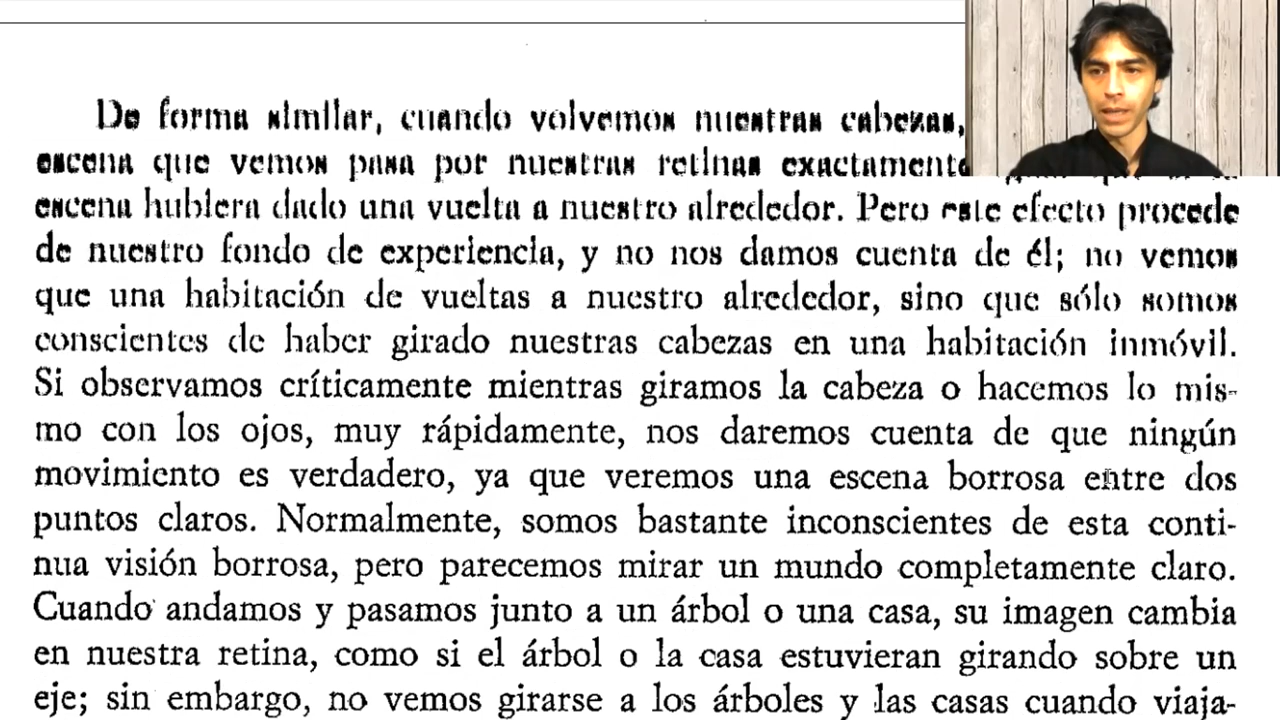 De forma similar, cuando volvemos nuestras cabezas,
escena que vemos pasa por nuestras retinas exactamente
escena hubiera dado una vuelta a nuestro alrededor. Pero este efecto procede
de nuestro fondo de experiencia, y no nos damos cuenta de él; no vemos
que una habitación de vueltas a nuestro alrededor, sino que sólo somos
conscientes de haber girado nuestras cabezas en una habitación inmóvil.
Si observamos críticamente mientras giramos la cabeza o hacemos lo mis-
mo con los ojos, muy rápidamente, nos daremos cuenta de que ningún
movimiento es verdadero, ya que veremos una escena borrosa entre dos
puntos claros. Normalmente, somos bastante inconscientes de esta conti-
nua visión borrosa, pero parecemos mirar un mundo completamente claro.
Cuando andamos y pasamos junto a un árbol o una casa, su imagen cambia
en nuestra retina, como si el árbol o la casa estuvieran girando sobre un
eje; sin embargo, no vemos girarse a los árboles y las casas cuando viaja-